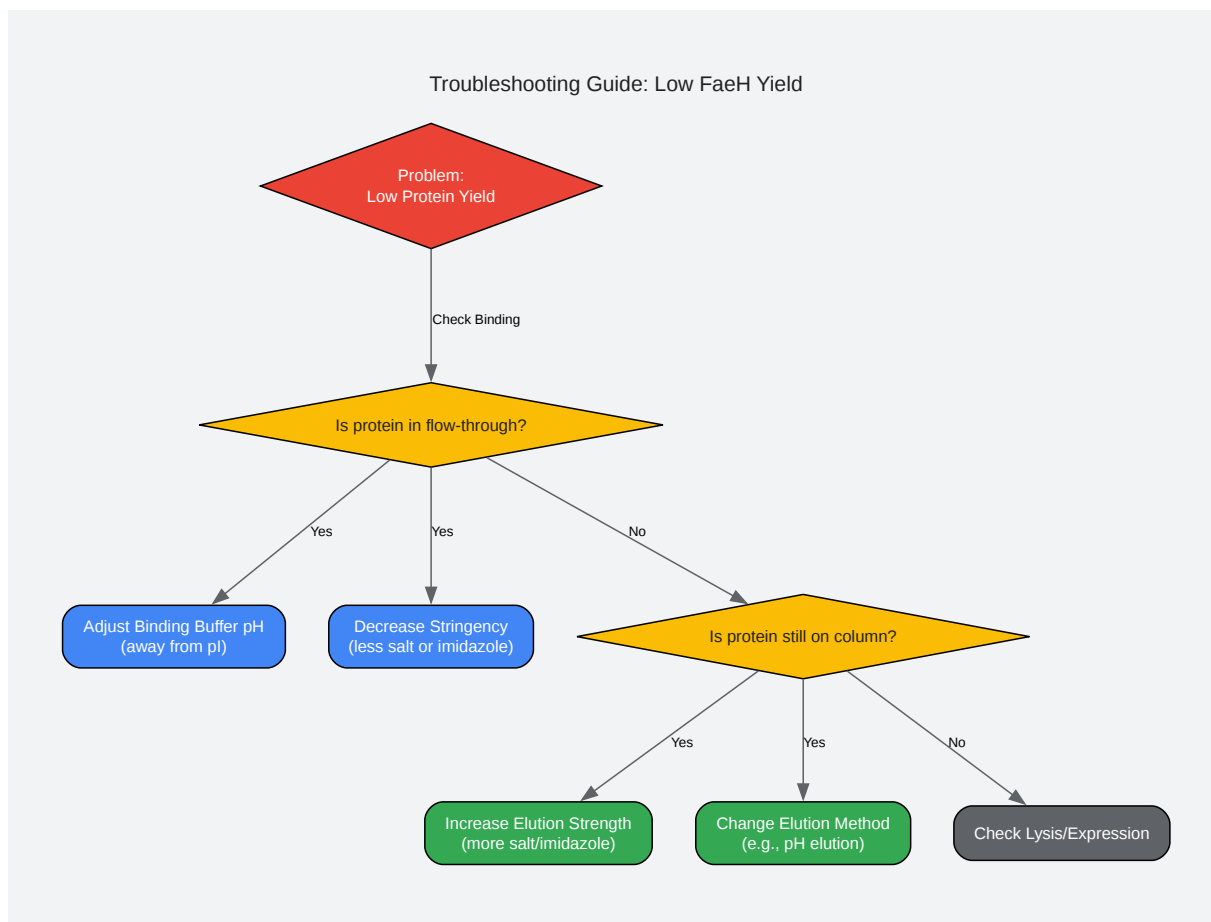 Troubleshooting Guide: Low FaeH Yield
Problem:
Low Protein Yield
Check Binding
Is protein in flow-through?
Yes
Yes
No
Adjust Binding Buffer pH
(away from pI)
Decrease Stringency
(less salt or imidazole)
Is protein still on column?
Yes
Yes
No
Increase Elution Strength
(more salt/imidazole)
Change Elution Method
(e.g., pH elution)
Check Lysis/Expression